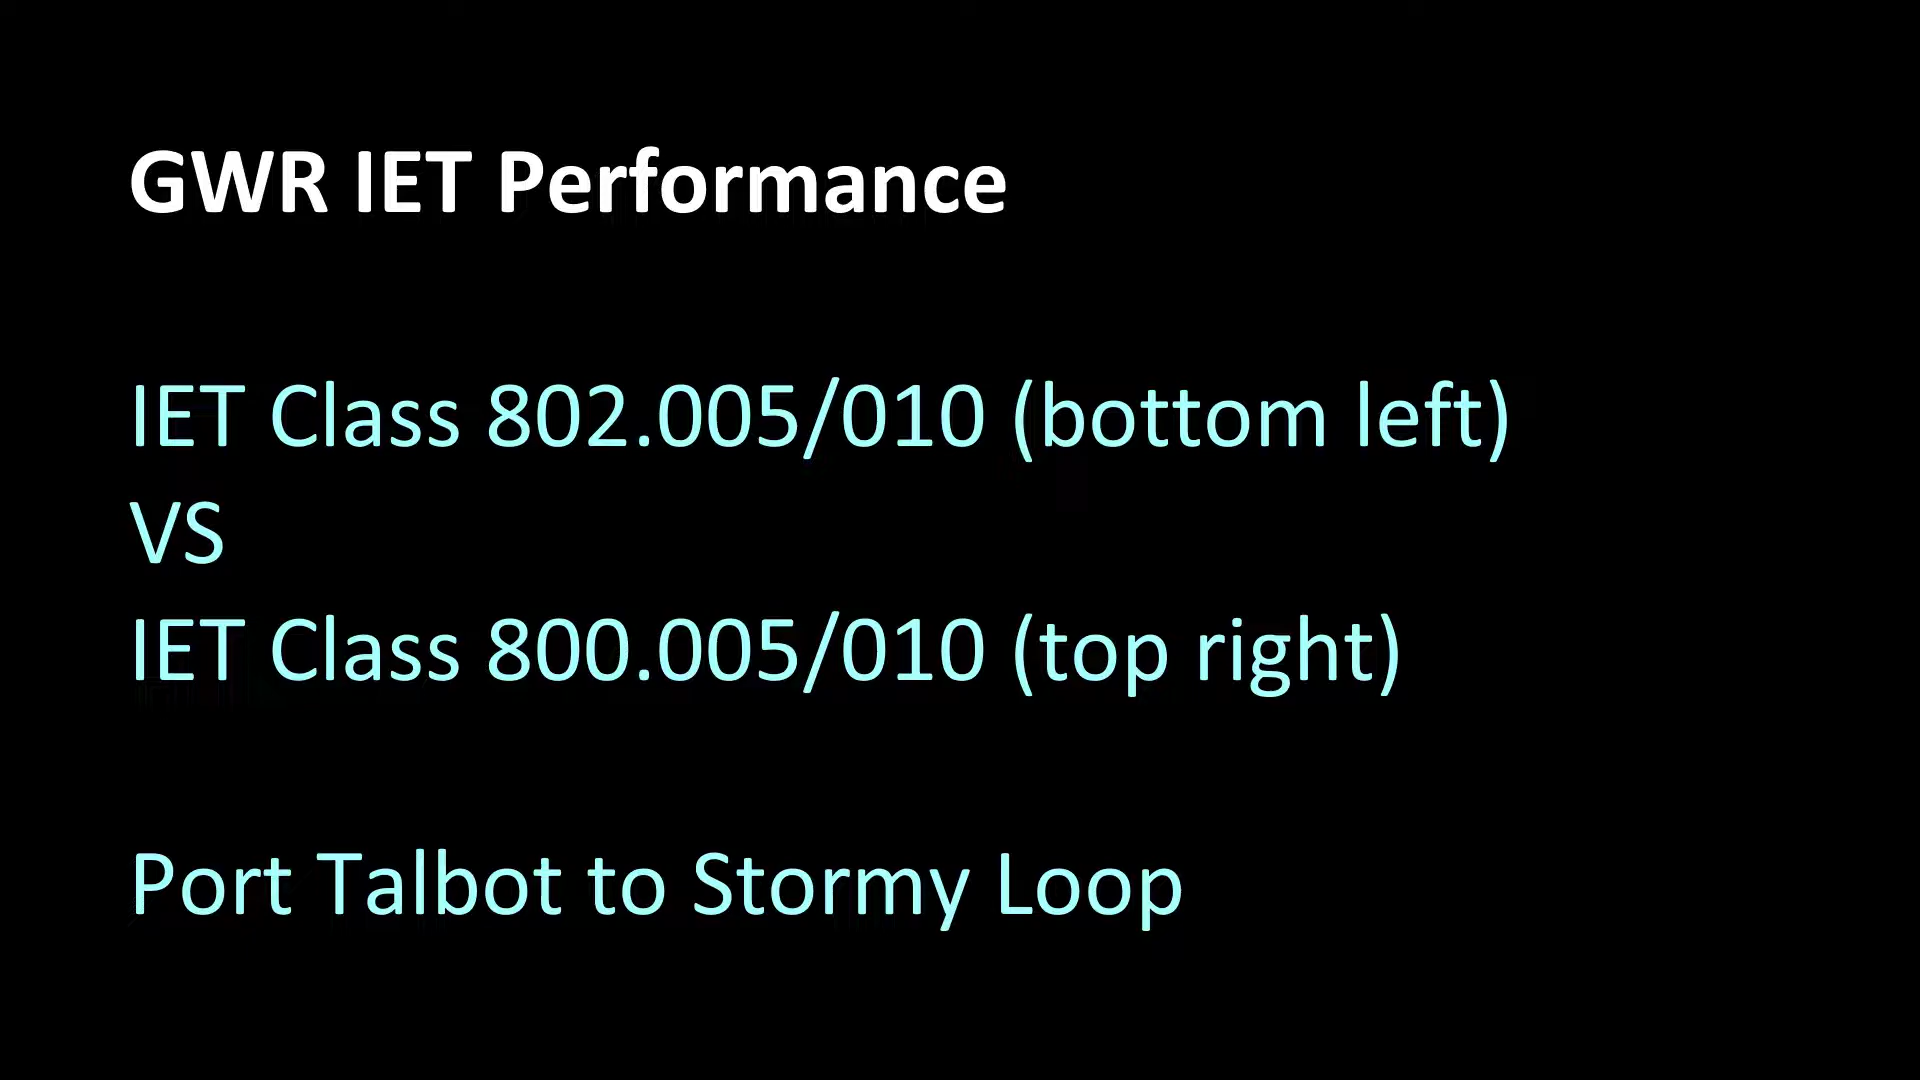 GWR IET Performance
IET Class 802.005/010 (bottom left)
VS
IET Class 800.005/010 (top right)
Port Talbot to Stormy Loop